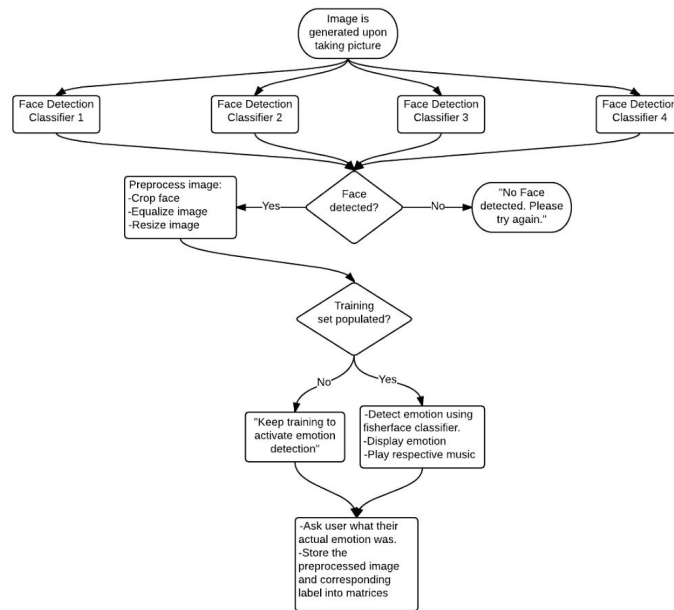 Image is
generated upon
taking picture
Face Detection
Classifier 1
Face Detection
Classifier 2
Face Detection
Classifier 3
Face Detection
Classifier 4
Preprocess image:
-Crop face
-Equalize image
-Resize image
Yes
Face
detected?
No
"No Face
detected. Please
try again."
Training
set populated?
No
Yes
"Keep training to
activate emotion
detection"
-Detect emotion using
fisherface classifier.
-Display emotion
-Play respective music
-Ask user what their
actual emotion was.
-Store the
preprocessed image
and corresponding
label into matrices